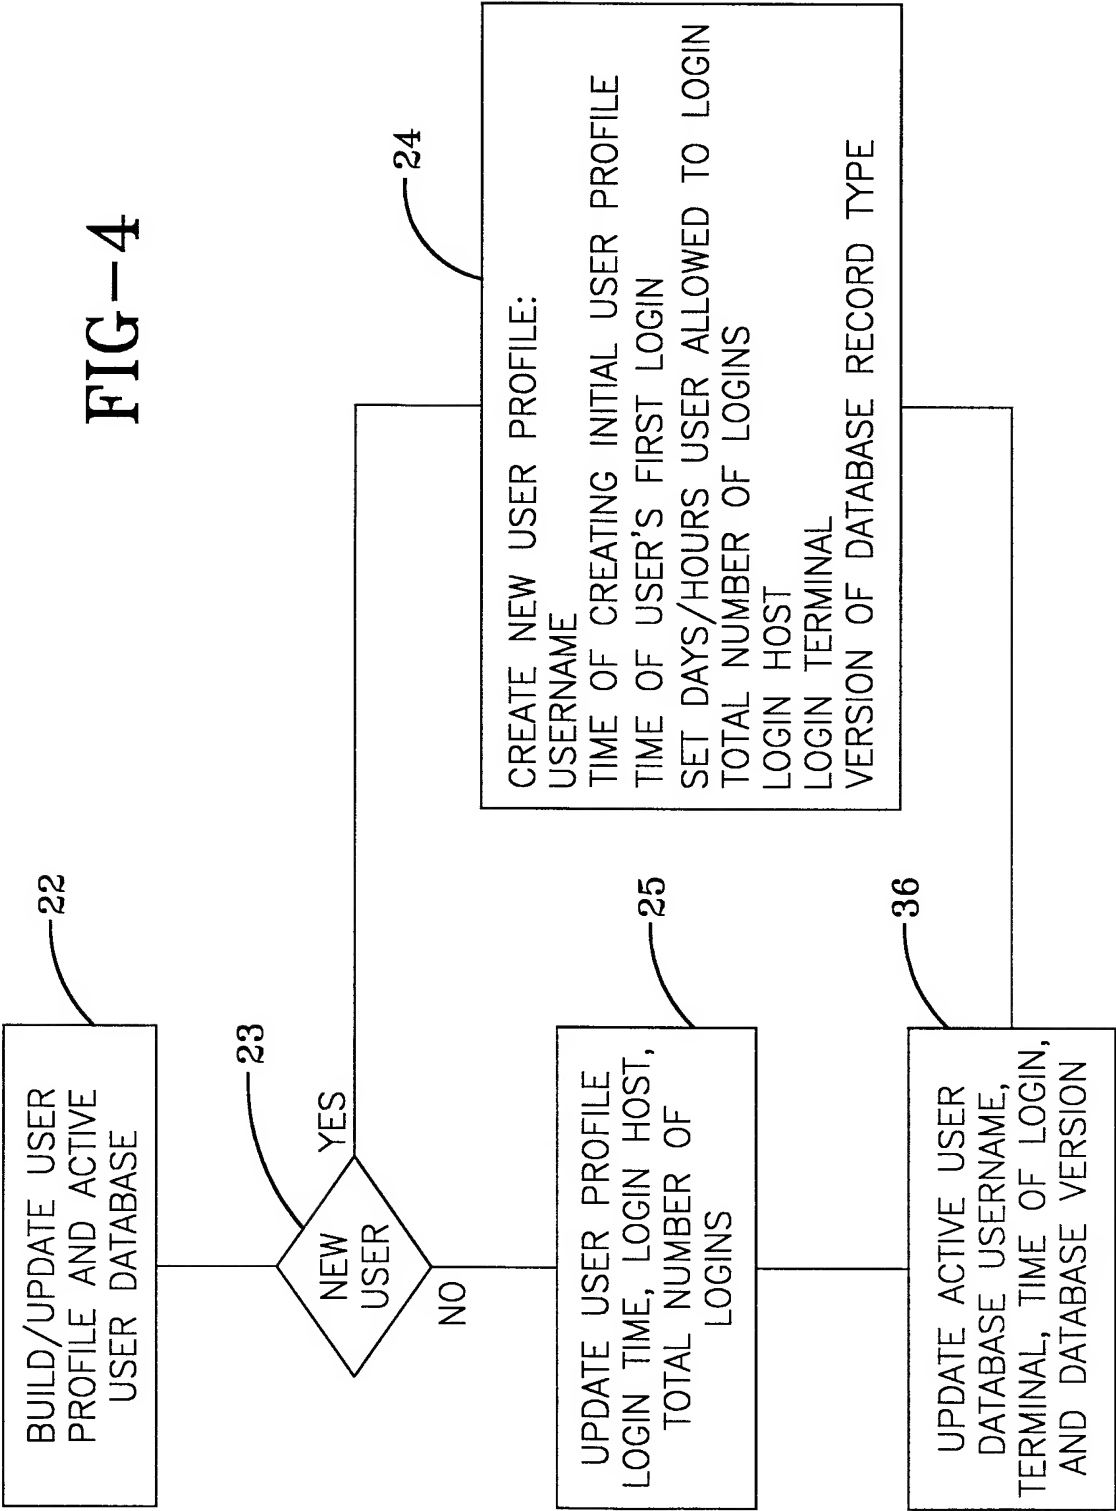 FIG-4
22
BUILD/UPDATE USER
PROFILE AND ACTIVE
USER DATABASE
23
NEW
USER
YES
NO
24
CREATE NEW USER PROFILE:
USERNAME
TIME OF CREATING INITIAL USER PROFILE
TIME OF USER'S FIRST LOGIN
SET DAYS/HOURS USER ALLOWED TO LOGIN
TOTAL NUMBER OF LOGINS
LOGIN HOST
LOGIN TERMINAL
VERSION OF DATABASE RECORD TYPE
25
UPDATE USER PROFILE
LOGIN TIME, LOGIN HOST,
TOTAL NUMBER OF
LOGINS
36
UPDATE ACTIVE USER
DATABASE USERNAME,
TERMINAL, TIME OF LOGIN,
AND DATABASE VERSION